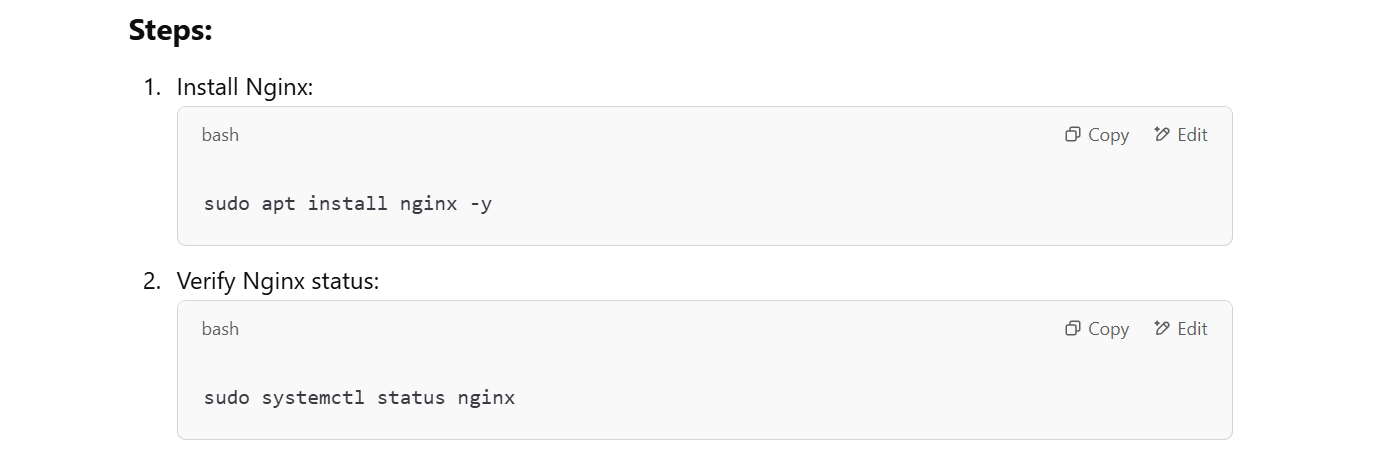 Steps:
1. Install Nginx:
bash Copy Edit
sudo apt install nginx -y
2. Verify Nginx status:
bash Copy Edit
sudo systemctl status nginx